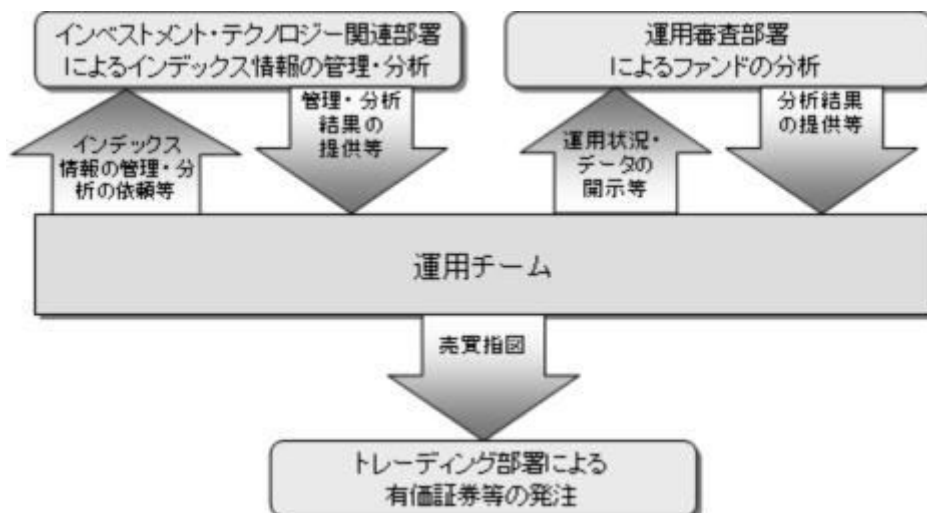 インベストメント・テクノロジー関連部署
によるインデックス情報の管理・分析
運用審査部署
によるファンドの分析
インデックス
情報の管理・分
析の依頼等
管理・分析
結果の
提供等
運用状況・
データの
開示等
分析結果
の提供等
運用チーム
売買指図
トレーディング部署による
有価証券等の発注